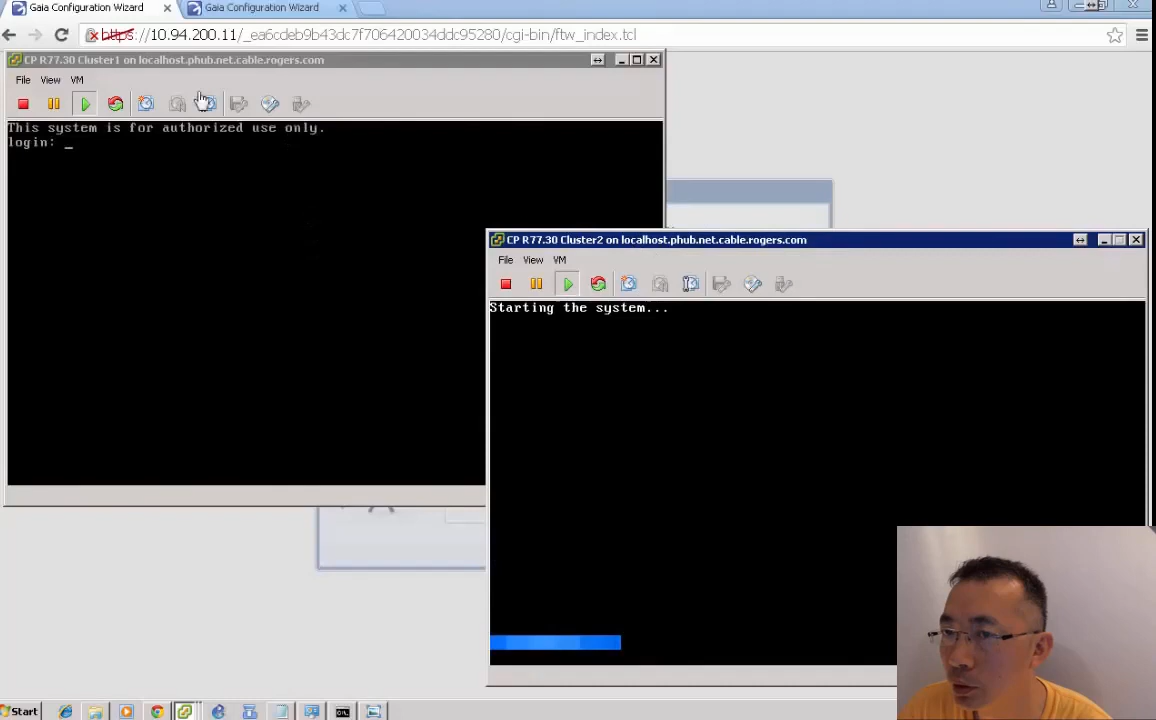 Gaia Configuration Wizard
Gaia Configuration Wizard
https://10.94.200.11/_ea6cdeb9b43dc7f706420034ddc95280/cgi-bin/ftw_index.tcl
CP R77.30 Cluster1 on localhost.phub.net.cable.rogers.com
File View VM
This system is for authorized use only.
login: _
CP R77.30 Cluster2 on localhost.phub.net.cable.rogers.com
File View VM
Starting the system...
Start